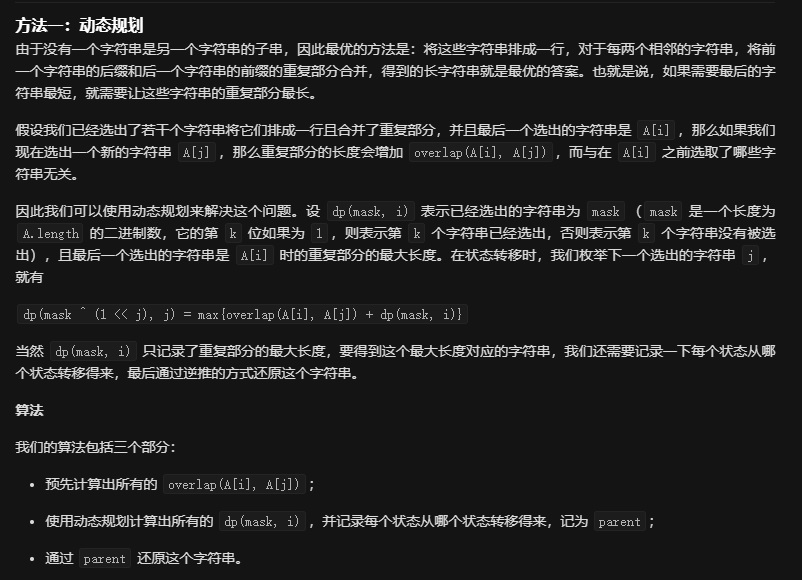 方法一：动态规划
由于没有一个字符串是另一个字符串的子串，因此最优的方法是：将这些字符串排成一行，对于每两个相邻的字符串，将前
一个字符串的后缀和后一个字符串的前缀的重复部分合并，得到的长字符串就是最优的答案。也就是说，如果需要最后的字
符串最短，就需要让这些字符串的重复部分最长。
假设我们已经选出了若干个字符串将它们排成一行且合并了重复部分，并且最后一个选出的字符串是 A[i] ，那么如果我们
现在选出一个新的字符串 A[j] ，那么重复部分的长度会增加 overlap(A[i], A[j]) ，而与在 A[i] 之前选取了哪些字
符串无关。
因此我们可以使用动态规划来解决这个问题。设 dp(mask, i) 表示已经选出的字符串为 mask （ mask 是一个长度为
A.length 的二进制数，它的第 k 位如果为 1 ，则表示第 k 个字符串已经选出，否则表示第 k 个字符串没有被选
出），且最后一个选出的字符串是 A[i] 时的重复部分的最大长度。在状态转移时，我们枚举下一个选出的字符串 j ，
就有
dp(mask ^ (1 << j), j) = max{overlap(A[i], A[j]) + dp(mask, i)}
当然 dp(mask, i) 只记录了重复部分的最大长度，要得到这个最大长度对应的字符串，我们还需要记录一下每个状态从哪
个状态转移得来，最后通过逆推的方式还原这个字符串。
算法
我们的算法包括三个部分：
• 预先计算出所有的 overlap(A[i], A[j]) ；
• 使用动态规划计算出所有的 dp(mask, i) ，并记录每个状态从哪个状态转移得来，记为 parent ；
• 通过 parent 还原这个字符串。